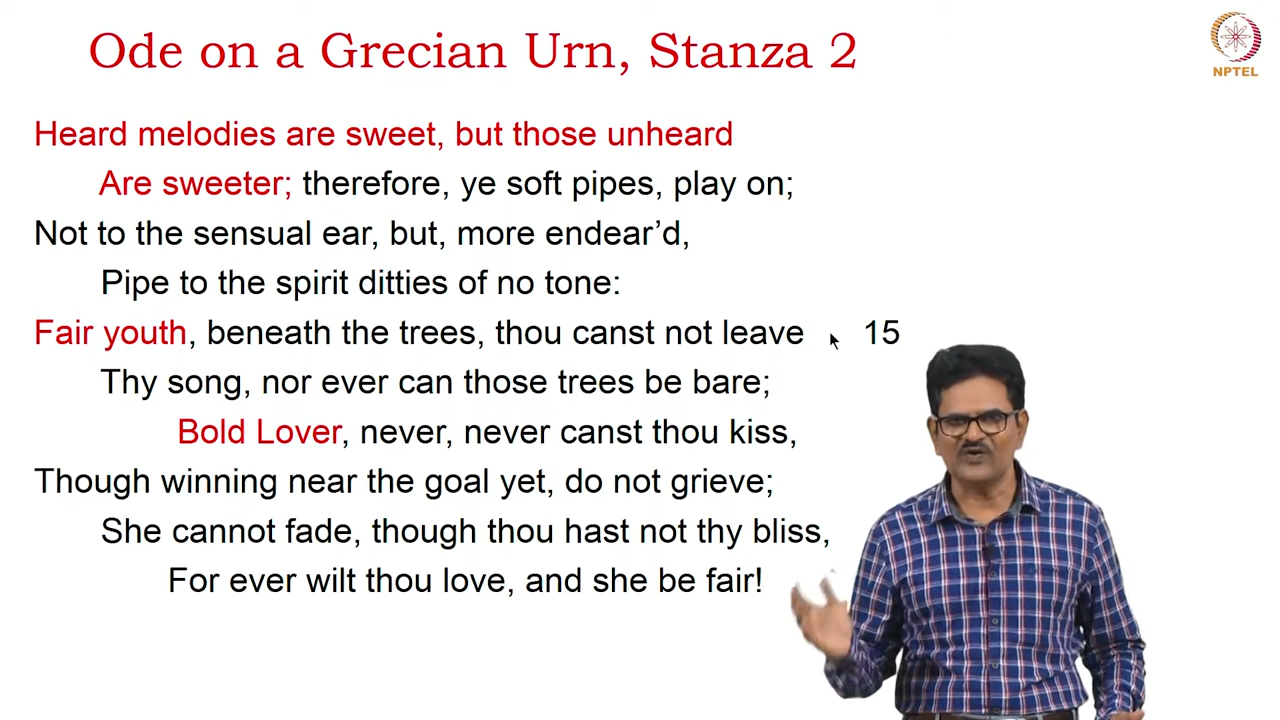 Ode on a Grecian Urn, Stanza 2
NPTEL
Heard melodies are sweet, but those unheard
Are sweeter; therefore, ye soft pipes, play on;
Not to the sensual ear, but, more endear’d,
Pipe to the spirit ditties of no tone:
Fair youth, beneath the trees, thou canst not leave 15
Thy song, nor ever can those trees be bare;
Bold Lover, never, never canst thou kiss,
Though winning near the goal yet, do not grieve;
She cannot fade, though thou hast not thy bliss,
For ever wilt thou love, and she be fair!